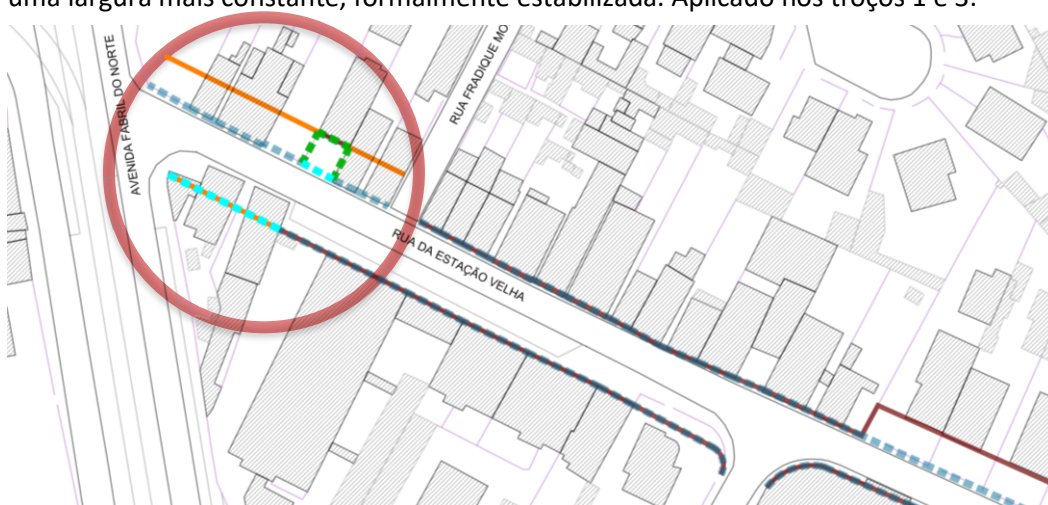 uma largura mais constante, formalmente estabilizada. Aplicado nos troços 1 e 3.
AVENIDA FABRIL DO NORTE
RUA FRADIQUE MO
RUA DA ESTAÇÃO VELHA